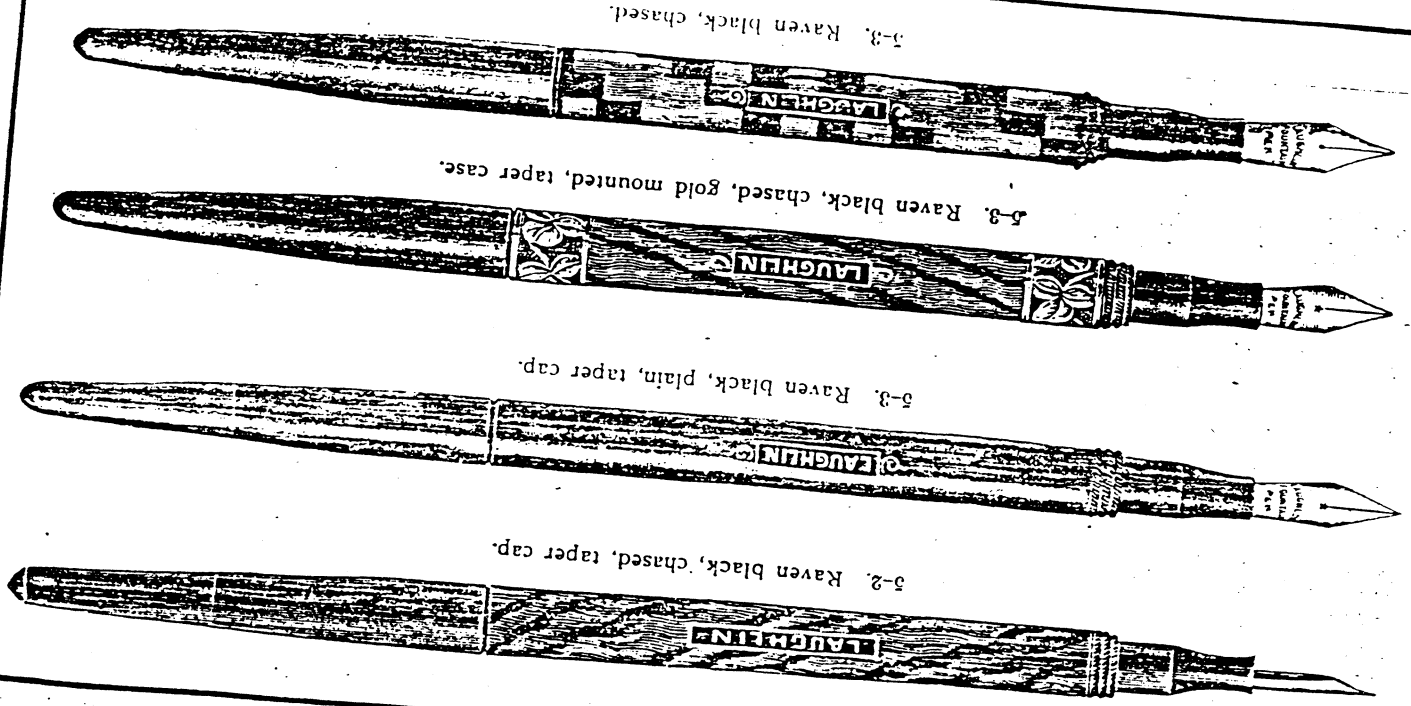 LAUGHLIN
5-2. Raven black, chased, taper cap.
LAUGHLIN
5-3. Raven black, plain, taper cap.
LAUGHLIN
5-3. Raven black, chased, gold mounted, taper case.
LAUGHLIN
5-3. Raven black, chased.